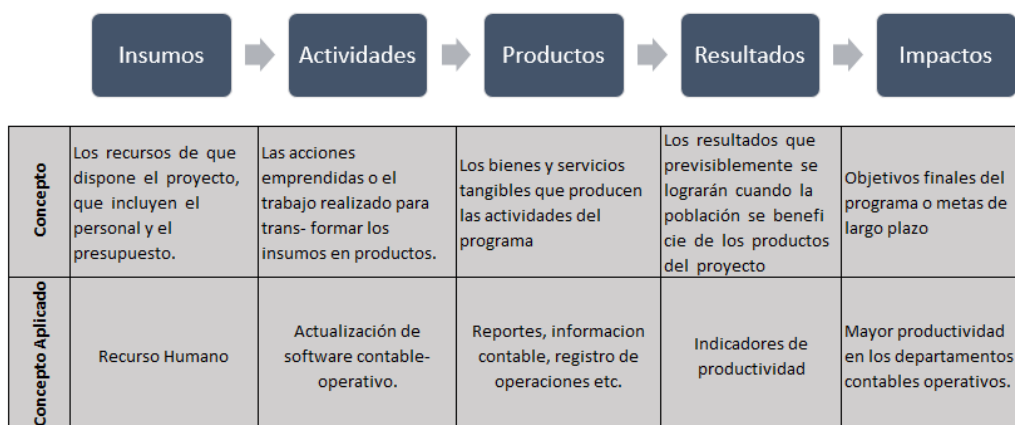 Insumos
Actividades
Productos
Resultados
Impactos
Concepto
Los recursos de que
dispone el proyecto,
que incluyen el
personal y el
presupuesto.
Las acciones
emprendidas o el
trabajo realizado para
trans- formar los
insumos en productos.
Los bienes y servicios
tangibles que producen
las actividades del
programa
Los resultados que
previsiblemente se
lograrán cuando la
población se benefi
cie de los productos
del proyecto
Objetivos finales del
programa o metas de
largo plazo
Concepto Aplicado
Recurso Humano
Actualización de
software contable-
operativo.
Reportes, informacion
contable, registro de
operaciones etc.
Indicadores de
productividad
Mayor productividad
en los departamentos
contables operativos.